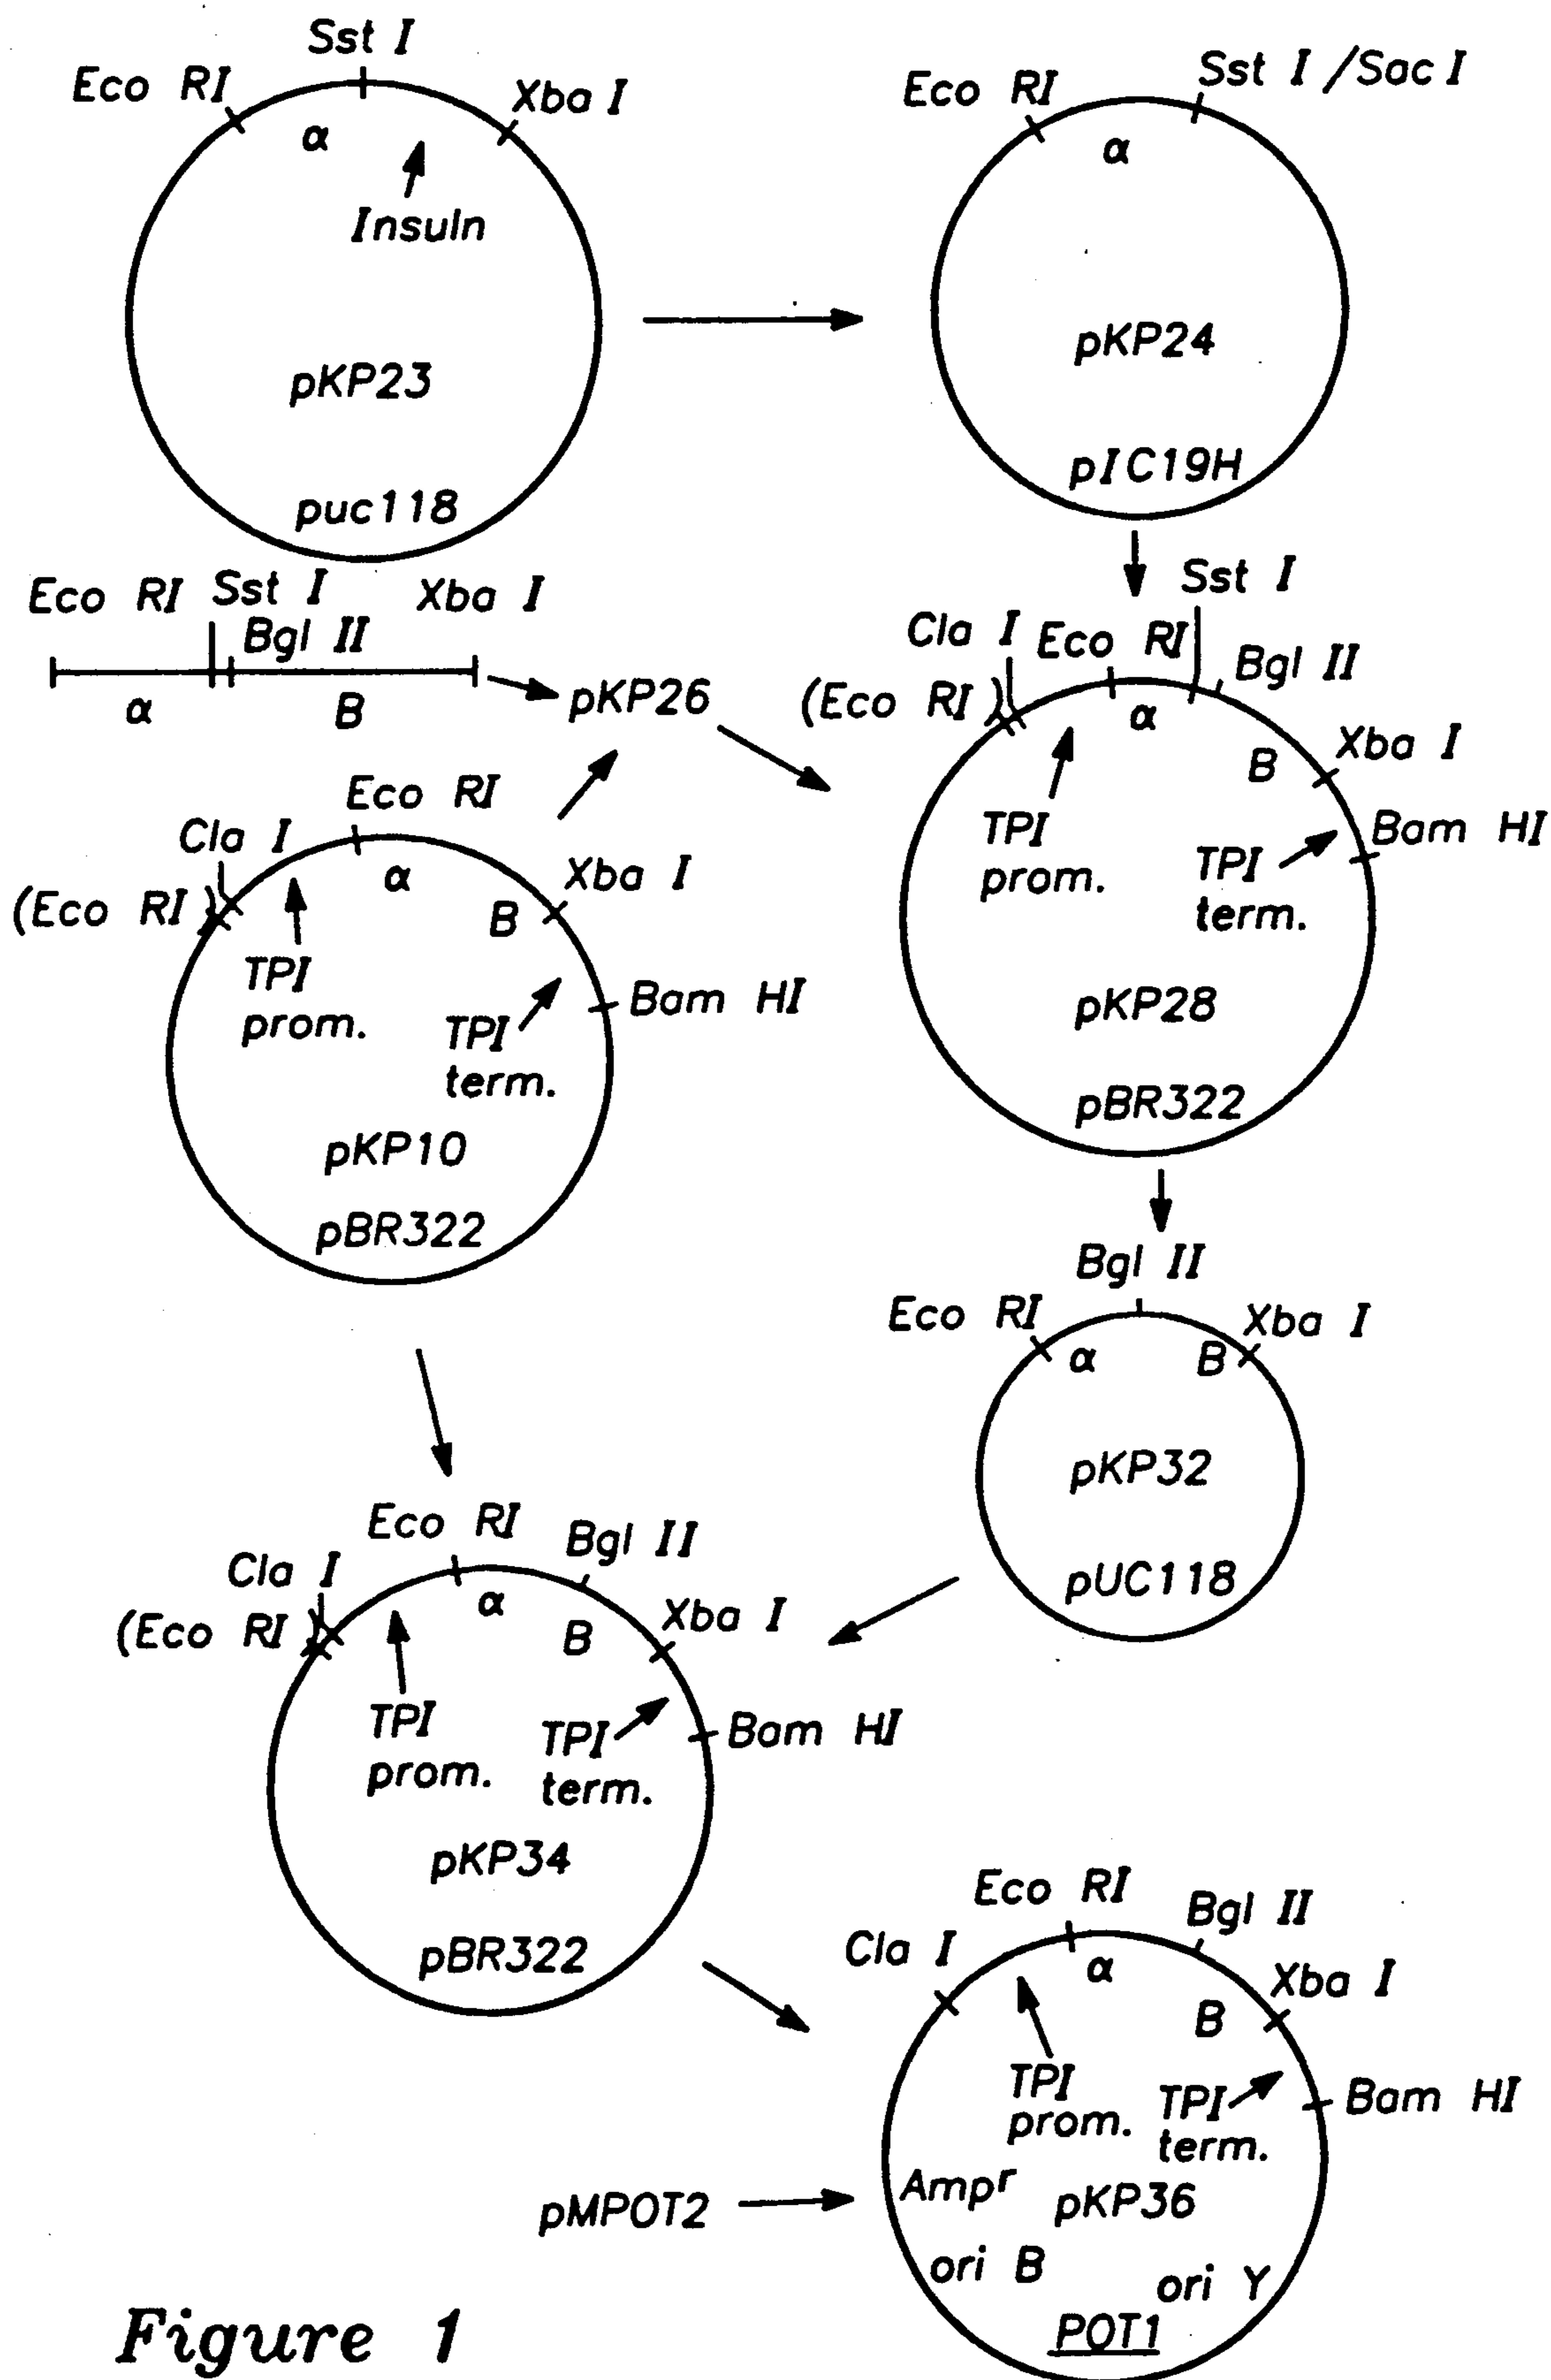 Sst I
Eco RI
Xba I
α
Insuln
pKP23
puc118
Eco RI
Sst I /Sac I
α
pKP24
pIC19H
Eco RI
Sst I
Xba I
Bgl II
α
B
pKP26
Sst I
Cla I
Eco RI
Bgl II
(Eco RI )
α
Xba I
B
TPI
prom.
Bam HI
TPI
term.
pKP28
pBR322
Eco RI
Cla I
Xba I
α
(Eco RI )
B
TPI
prom.
Bam HI
TPI
term.
pKP10
pBR322
Bgl II
Eco RI
Xba I
α
B
pKP32
pUC118
Eco RI
Bgl II
Cla I
α
Xba I
(Eco RI )
B
TPI
prom.
TPI
term.
Bam HI
pKP34
pBR322
Eco RI
Bgl II
Cla I
α
Xba I
B
TPI
prom.
TPI
term.
Bam HI
pMPOT2
Ampr
pKP36
ori B
ori Y
POT1
Figure 1